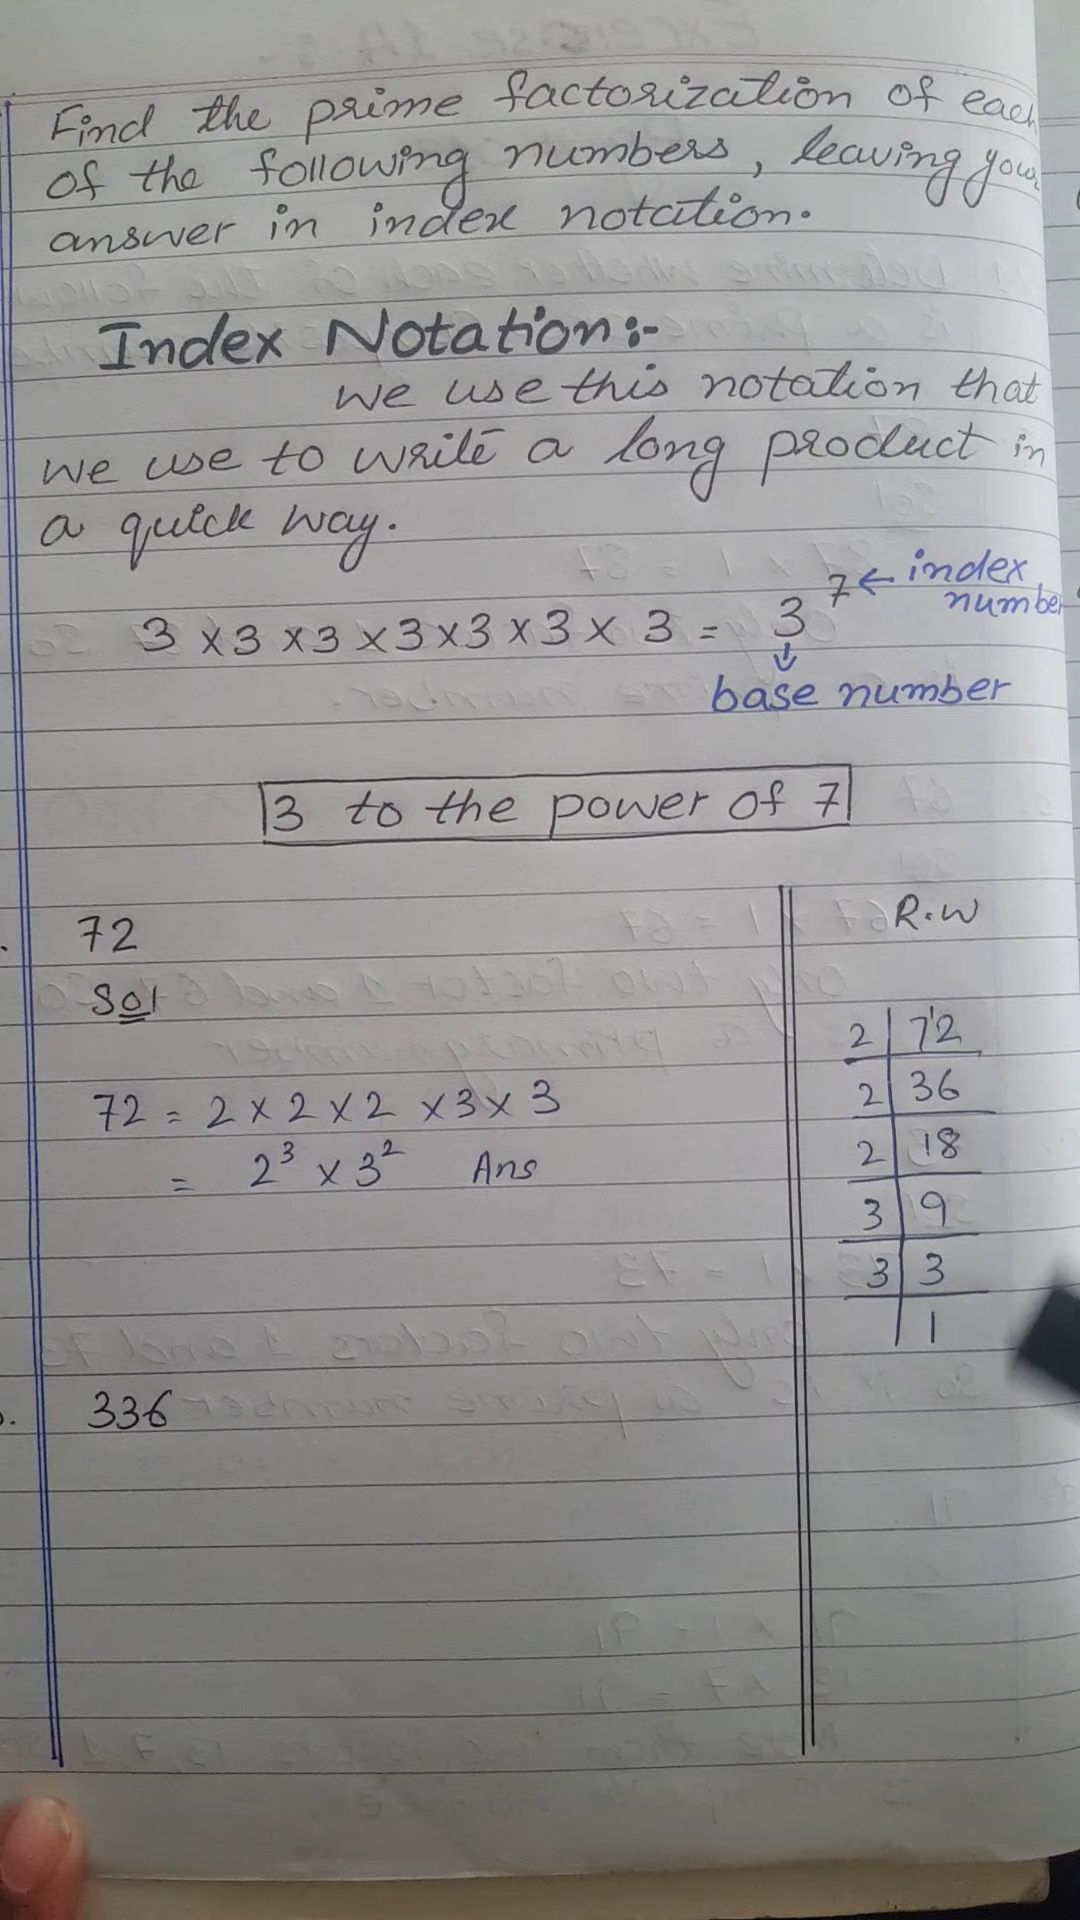 Find the prime factorization of each
of the following numbers, leaving your
answer in index notation.
Index Notation:-
we use this notation that
we use to write a long product in
a quick way.
3 × 3 × 3 × 3 × 3 × 3 × 3 = 3⁷ ← index
number
↓
base number
3 to the power of 7
72
Sol
72 = 2 × 2 × 2 × 3 × 3
= 2³ × 3² Ans
R.W
2 | 72
2 | 36
2 | 18
3 | 9
3 | 3
| 1
336